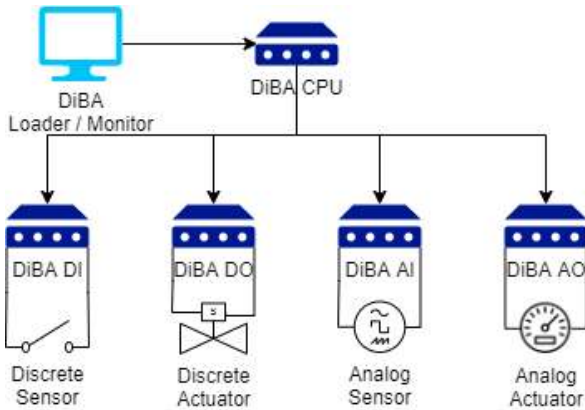 DiBA
Loader / Monitor
DiBA CPU
DiBA DI
DiBA DO
DiBA AI
DiBA AO
S
Discrete
Sensor
Discrete
Actuator
Analog
Sensor
Analog
Actuator